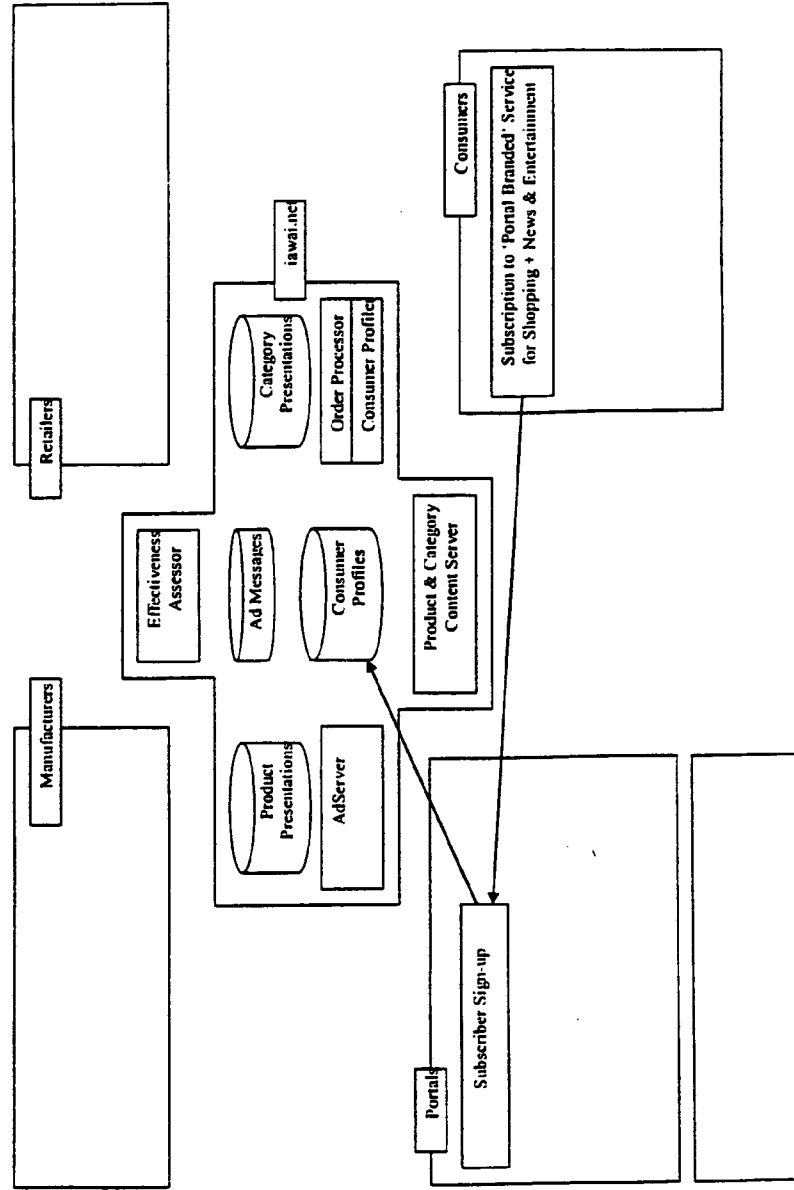 Manufacturers
Retailers
Effectiveness
Assessor
Product
Presentations
Ad Messages
Category
Presentations
AdServer
Consumer
Profiles
Order Processor
Consumer Profiler
iawai.net
Product & Category
Content Server
Portals
Subscriber Sign-up
Consumers
Subscription to 'Portal Branded' Service
for Shopping + News & Entertainment